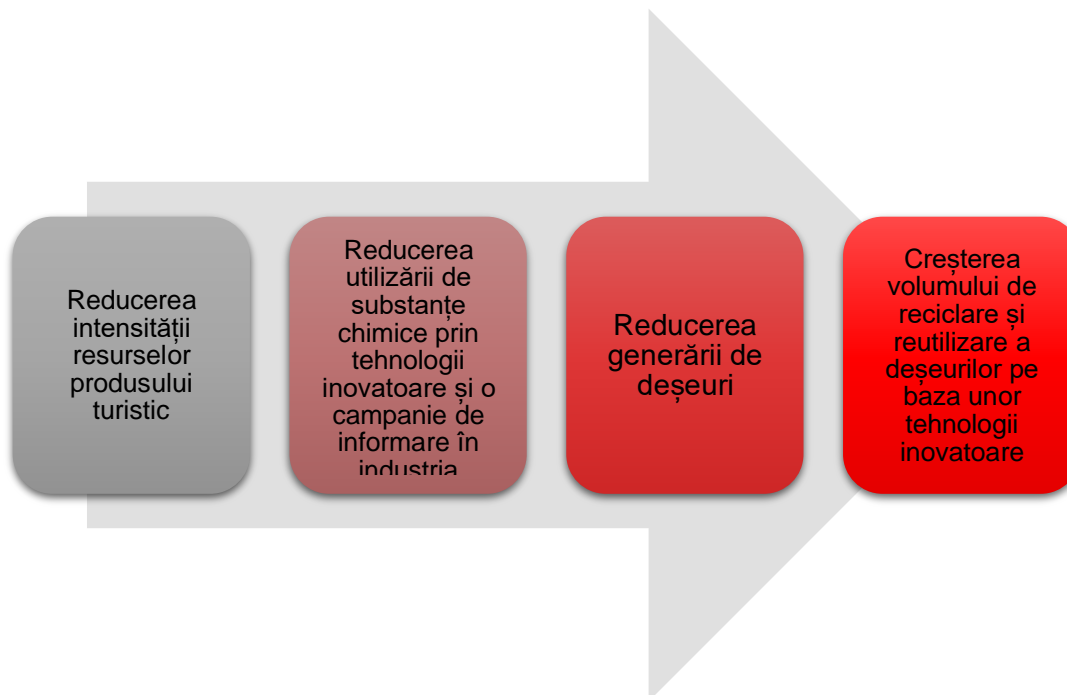 Reducerea
intensității
resurselor
produsului
turistic
Reducerea
utilizării de
substanțe
chimice prin
tehnologii
inovatoare și o
campanie de
informare în
industria
Reducerea
generării de
deșeuri
Creșterea
volumului de
reciclare și
reutilizare a
deșeurilor pe
baza unor
tehnologii
inovatoare